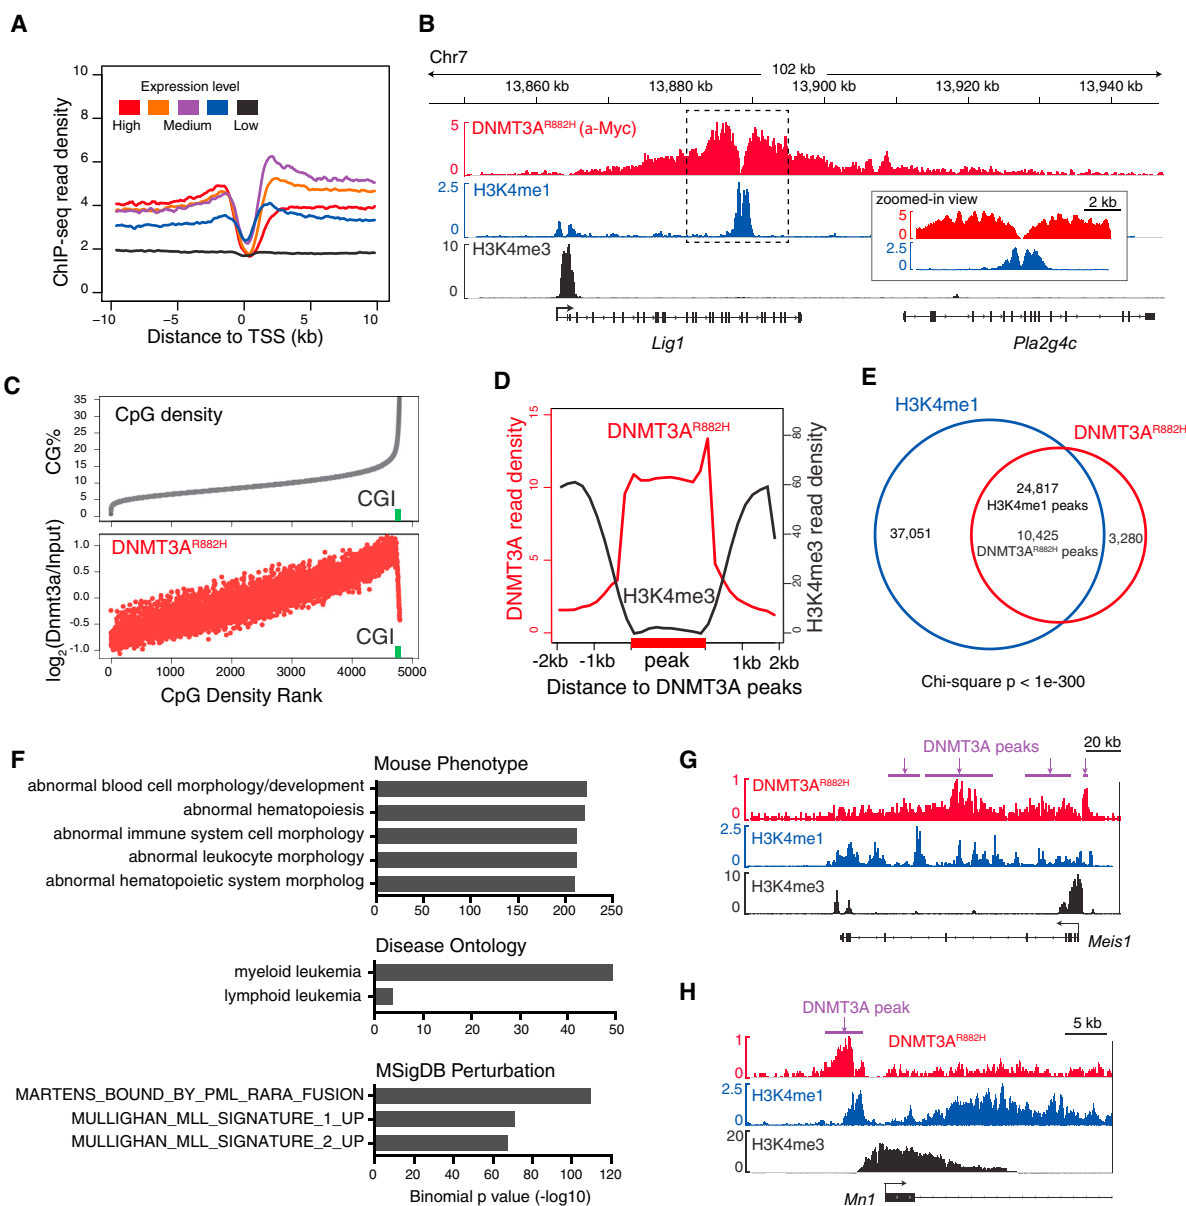 A
10
8
6
4
2
0
ChIP-seq read density
Expression level
High
Medium
Low
−10
−5
0
5
10
Distance to TSS (kb)
B
Chr7
102 kb
13,860 kb
13,880 kb
13,900 kb
13,920 kb
13,940 kb
5
0
DNMT3A^R882H (a-Myc)
2.5
0
H3K4me1
10
0
H3K4me3
zoomed-in view
2 kb
5
0
2.5
0
Lig1
Pla2g4c
C
35
30
25
20
15
10
5
0
CG%
CpG density
CGI
1.0
0.5
0.0
-0.5
-1.0
log2(Dnmt3a/Input)
DNMT3A^R882H
CGI
0
1000
2000
3000
4000
5000
CpG Density Rank
D
15
10
5
0
DNMT3A read density
DNMT3A^R882H
H3K4me3
80
60
40
20
0
H3K4me3 read density
-2kb
-1kb
peak
1kb
2kb
Distance to DNMT3A peaks
E
H3K4me1
DNMT3A^R882H
24,817
H3K4me1 peaks
37,051
10,425
DNMT3A^R882H peaks
3,280
Chi-square p < 1e-300
F
Mouse Phenotype
abnormal blood cell morphology/development
abnormal hematopoiesis
abnormal immune system cell morphology
abnormal leukocyte morphology
abnormal hematopoietic system morpholog
0
50
100
150
200
250
Disease Ontology
myeloid leukemia
lymphoid leukemia
0
10
20
30
40
50
MSigDB Perturbation
MARTENS_BOUND_BY_PML_RARA_FUSION
MULLIGHAN_MLL_SIGNATURE_1_UP
MULLIGHAN_MLL_SIGNATURE_2_UP
0
20
40
60
80
100
120
Binomial p value (-log10)
G
DNMT3A peaks
20 kb
1
0
DNMT3A^R882H
2.5
0
H3K4me1
10
0
H3K4me3
Meis1
H
DNMT3A peak
5 kb
1
0
DNMT3A^R882H
2.5
0
H3K4me1
20
0
H3K4me3
Mn1